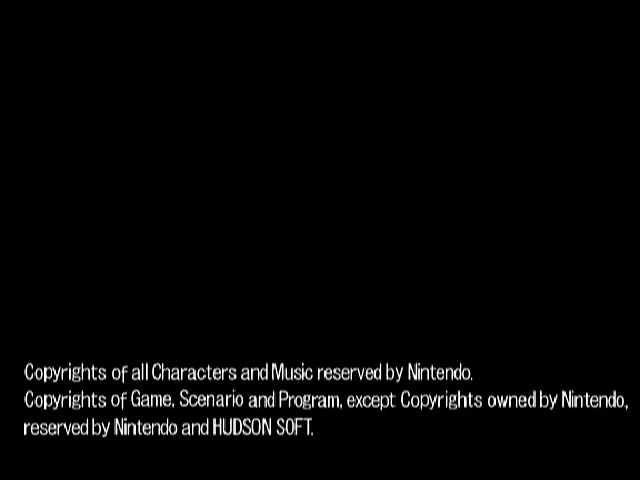 Copyrights of all Characters and Music reserved by Nintendo.
Copyrights of Game, Scenario and Program, except Copyrights owned by Nintendo,
reserved by Nintendo and HUDSON SOFT.